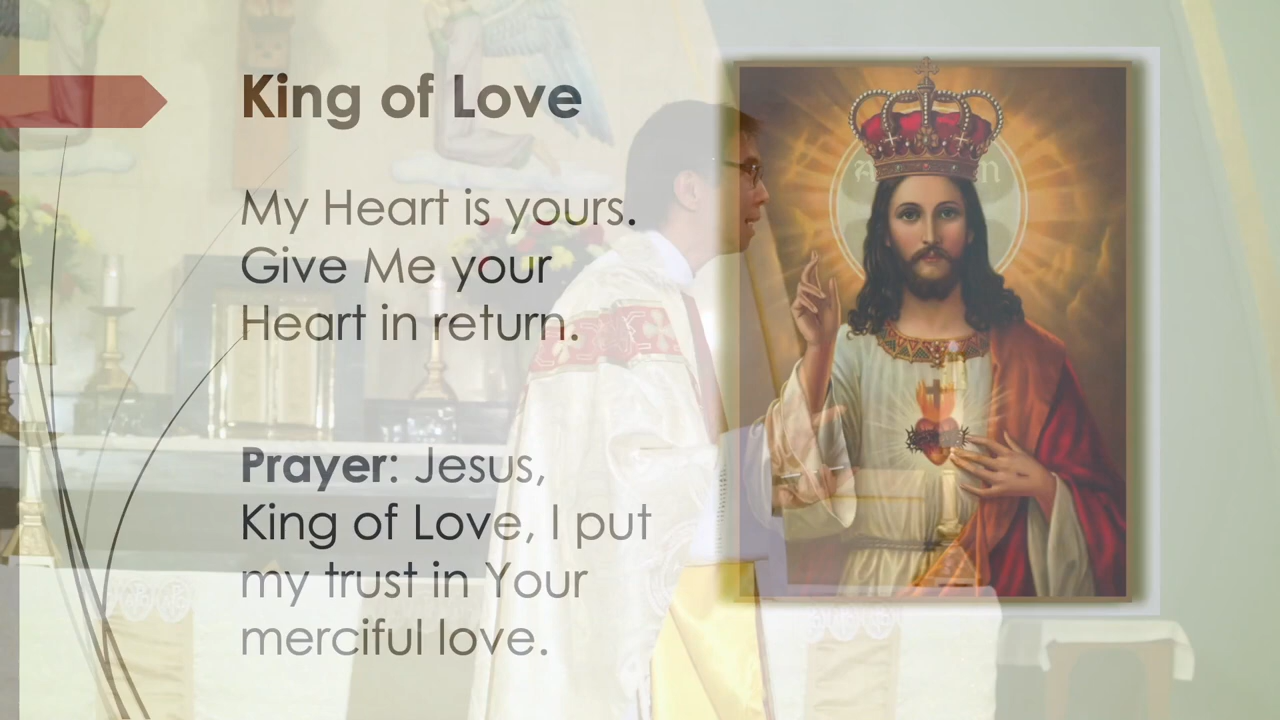 King of Love
My Heart is yours.
Give Me your
Heart in return.
Prayer: Jesus,
King of Love, I put
my trust in Your
merciful love.